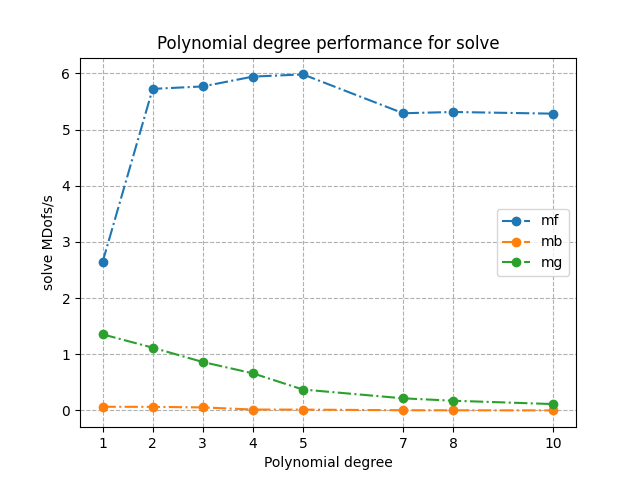 Polynomial degree performance for solve
6
5
4
3
2
1
0
solve MDofs/s
mf
mb
mg
1 2 3 4 5 7 8 10
Polynomial degree